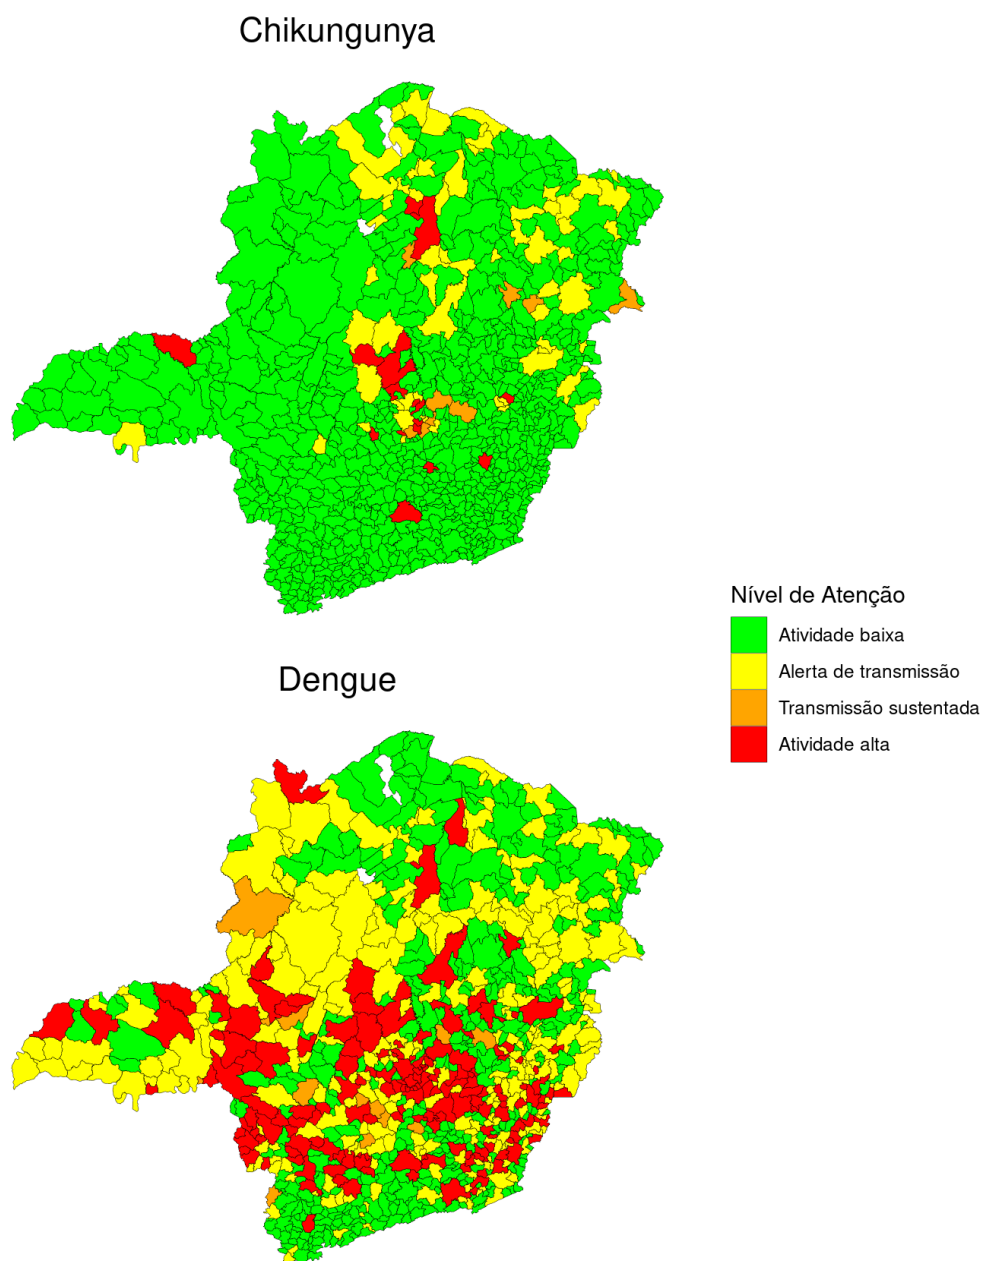 Chikungunya
Nível de Atenção
Atividade baixa
Alerta de transmissão
Transmissão sustentada
Atividade alta
Dengue